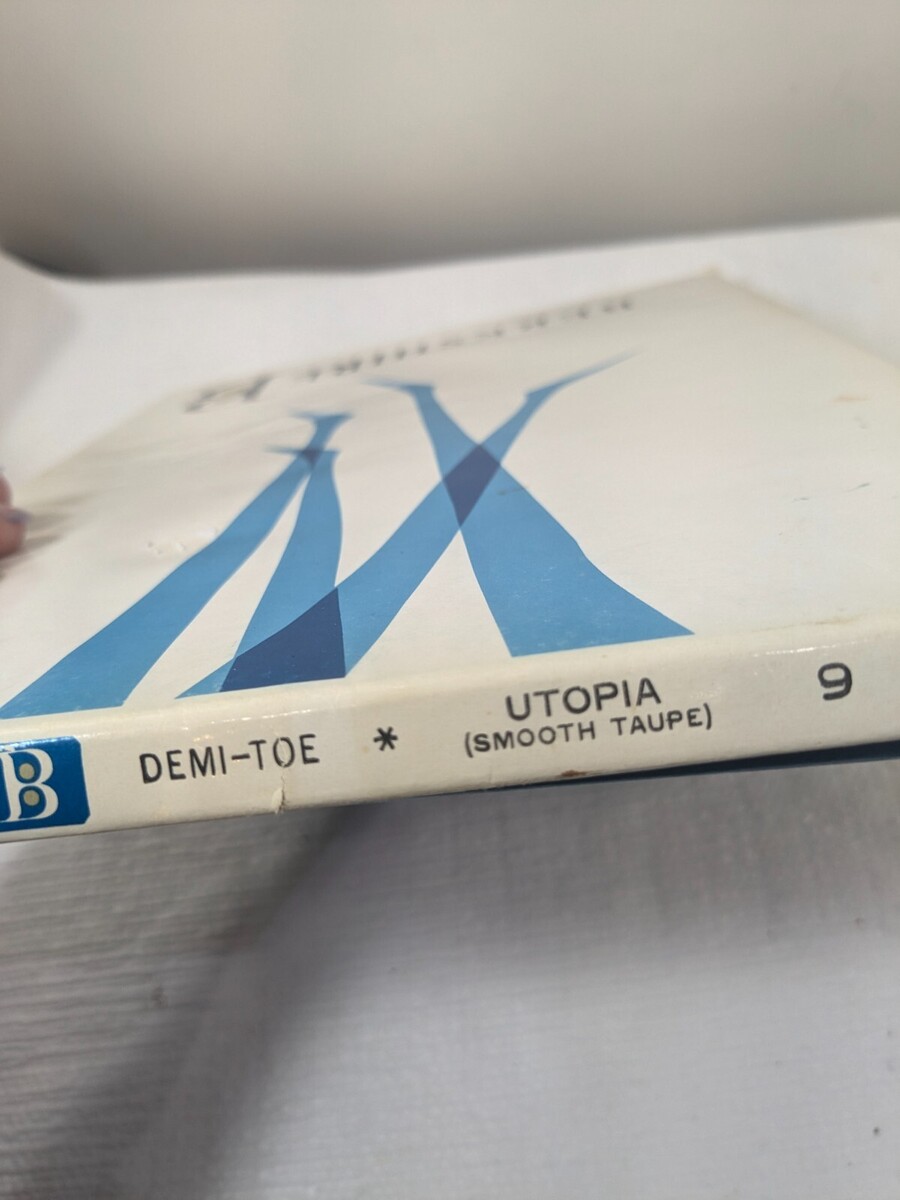 B
DEMI-TOE * UTOPIA 9
(SMOOTH TAUPE)